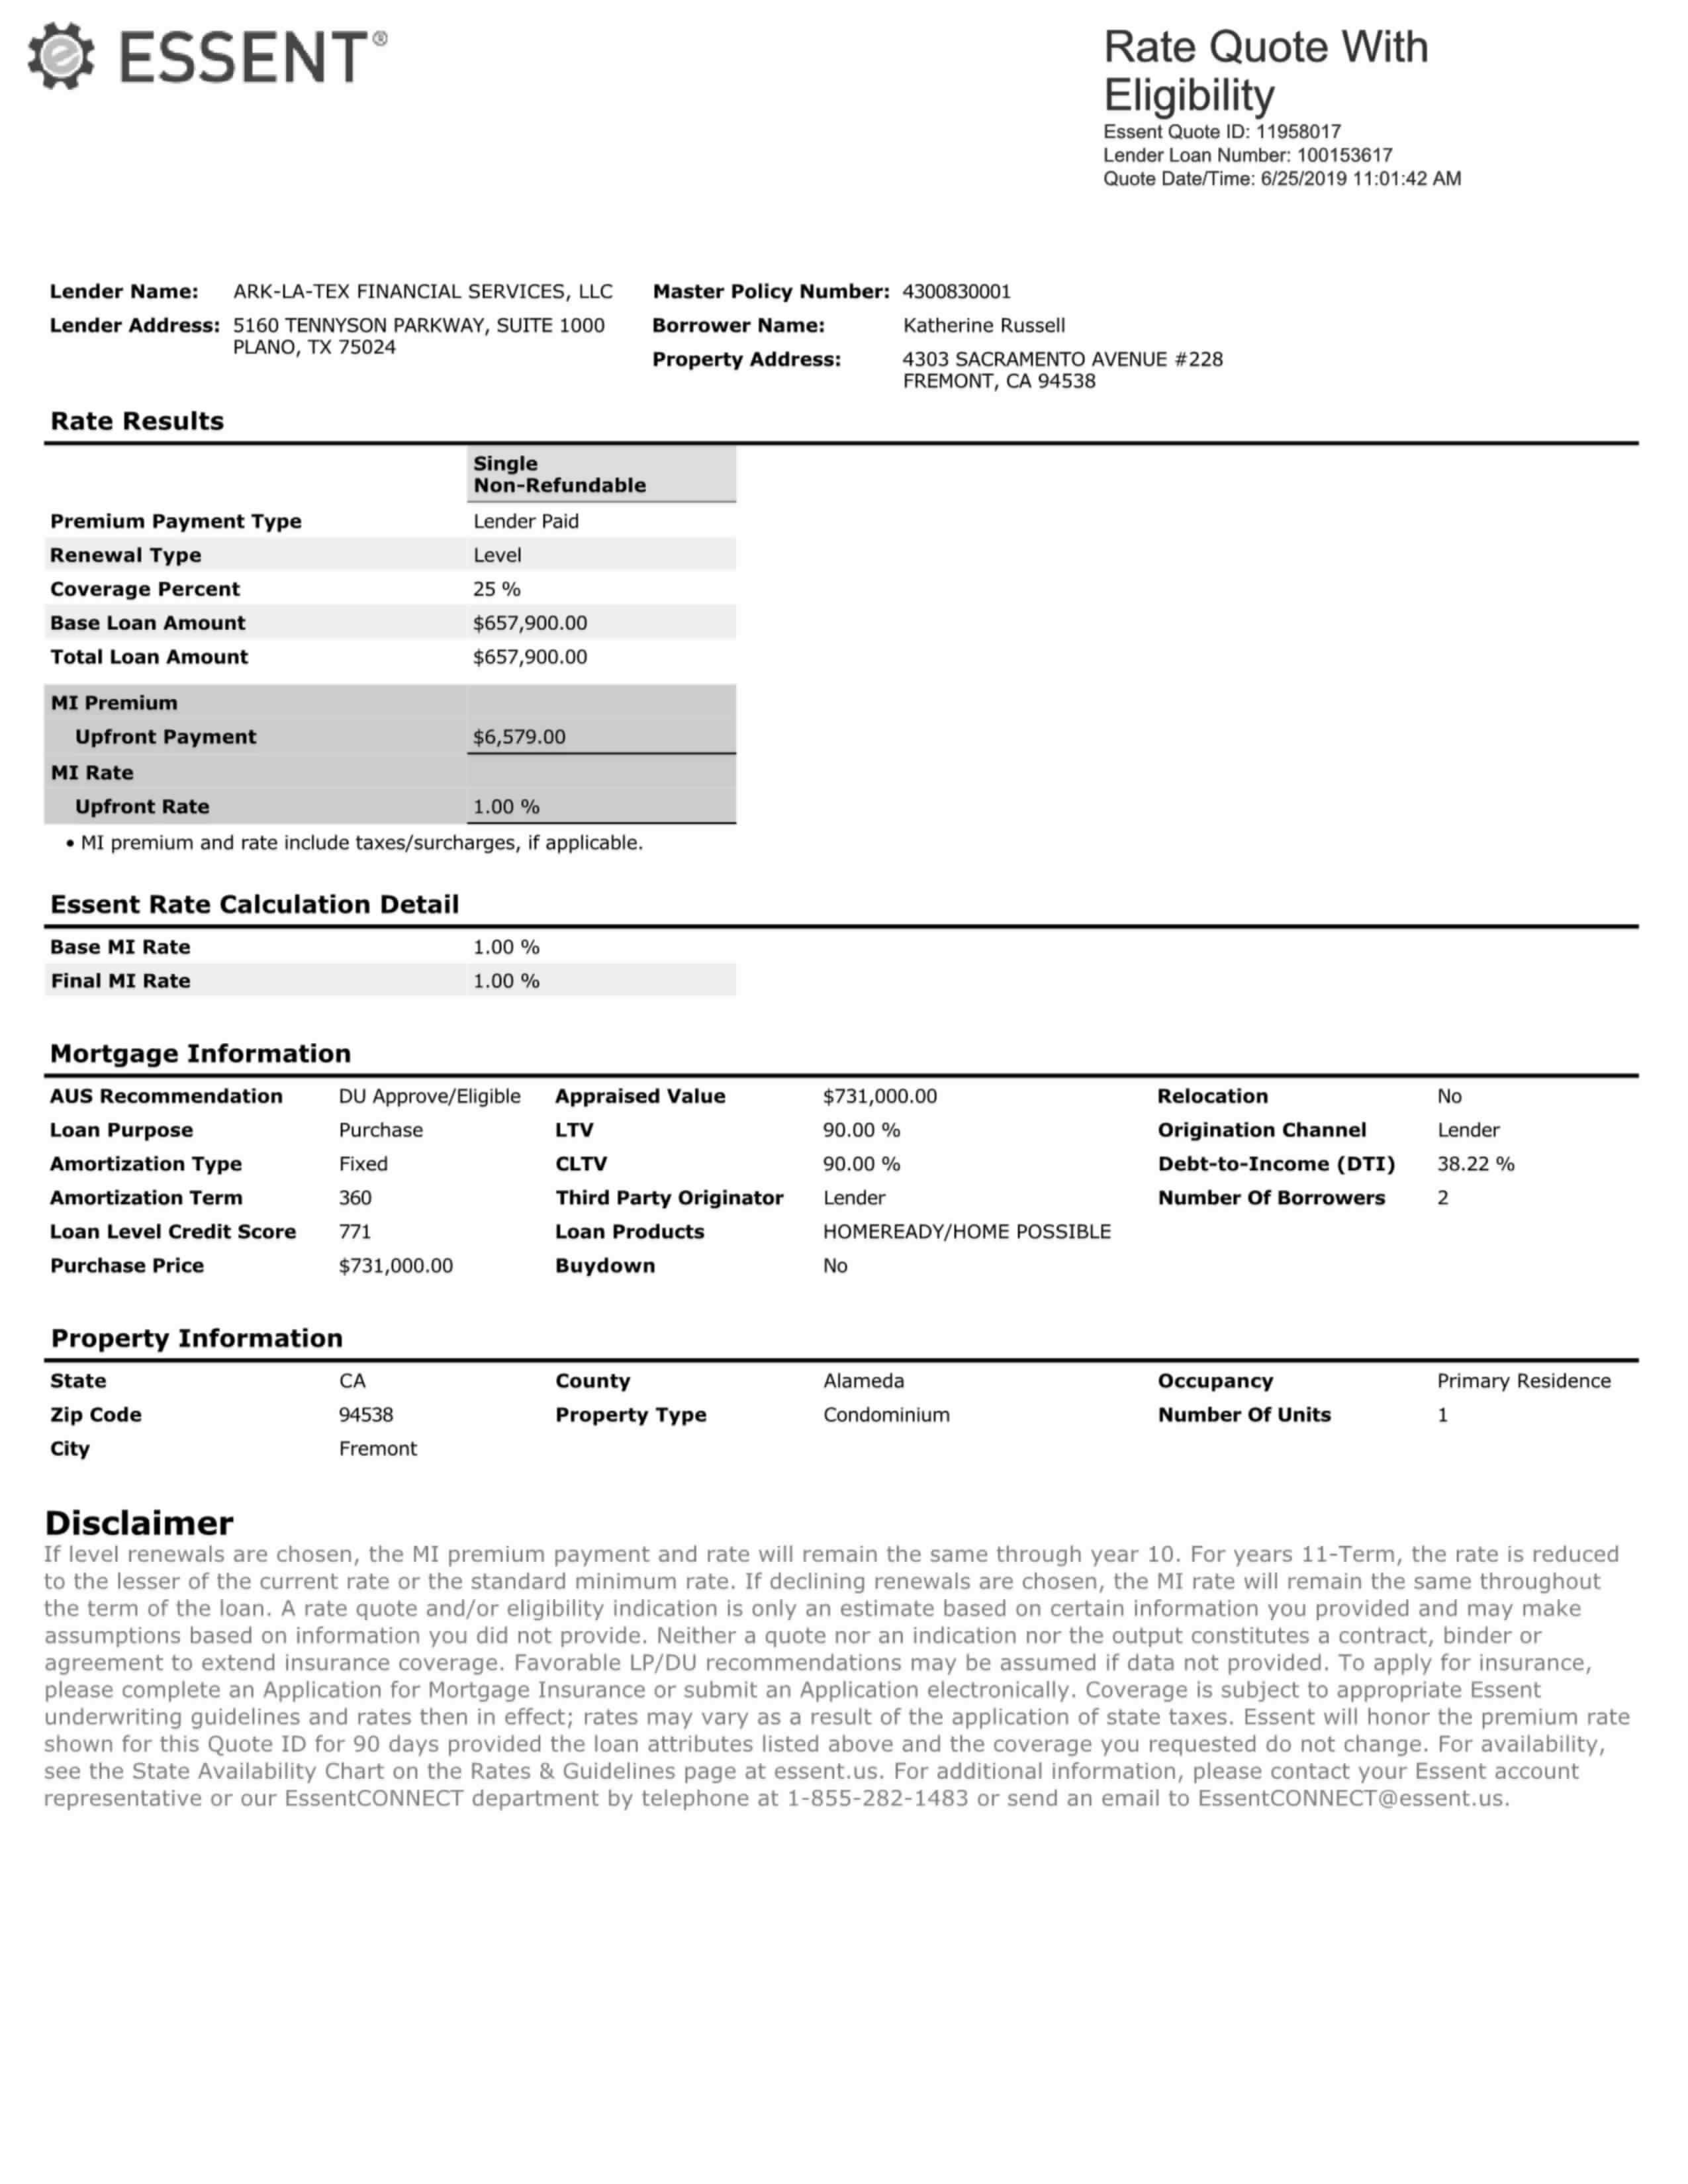 ESSENT®
Rate Quote With
Eligibility
Essent Quote ID: 11958017
Lender Loan Number: 100153617
Quote Date/Time: 6/25/2019 11:01:42 AM
Lender Name: ARK-LA-TEX FINANCIAL SERVICES, LLC Master Policy Number: 4300830001
Lender Address: 5160 TENNYSON PARKWAY, SUITE 1000 Borrower Name: Katherine Russell
PLANO, TX 75024
Property Address: 4303 SACRAMENTO AVENUE #228
FREMONT, CA 94538
Rate Results
Single
Non-Refundable
Premium Payment Type Lender Paid
Renewal Type Level
Coverage Percent 25 %
Base Loan Amount $657,900.00
Total Loan Amount $657,900.00
MI Premium
Upfront Payment $6,579.00
MI Rate
Upfront Rate 1.00 %
• MI premium and rate include taxes/surcharges, if applicable.
Essent Rate Calculation Detail
Base MI Rate 1.00 %
Final MI Rate 1.00 %
Mortgage Information
AUS Recommendation DU Approve/Eligible Appraised Value $731,000.00 Relocation No
Loan Purpose Purchase LTV 90.00 % Origination Channel Lender
Amortization Type Fixed CLTV 90.00 % Debt-to-Income (DTI) 38.22 %
Amortization Term 360 Third Party Originator Lender Number Of Borrowers 2
Loan Level Credit Score 771 Loan Products HOMEREADY/HOME POSSIBLE
Purchase Price $731,000.00 Buydown No
Property Information
State CA County Alameda Occupancy Primary Residence
Zip Code 94538 Property Type Condominium Number Of Units 1
City Fremont
Disclaimer
If level renewals are chosen, the MI premium payment and rate will remain the same through year 10. For years 11-Term, the rate is reduced
to the lesser of the current rate or the standard minimum rate. If declining renewals are chosen, the MI rate will remain the same throughout
the term of the loan. A rate quote and/or eligibility indication is only an estimate based on certain information you provided and may make
assumptions based on information you did not provide. Neither a quote nor an indication nor the output constitutes a contract, binder or
agreement to extend insurance coverage. Favorable LP/DU recommendations may be assumed if data not provided. To apply for insurance,
please complete an Application for Mortgage Insurance or submit an Application electronically. Coverage is subject to appropriate Essent
underwriting guidelines and rates then in effect; rates may vary as a result of the application of state taxes. Essent will honor the premium rate
shown for this Quote ID for 90 days provided the loan attributes listed above and the coverage you requested do not change. For availability,
see the State Availability Chart on the Rates & Guidelines page at essent.us. For additional information, please contact your Essent account
representative or our EssentCONNECT department by telephone at 1-855-282-1483 or send an email to EssentCONNECT@essent.us.